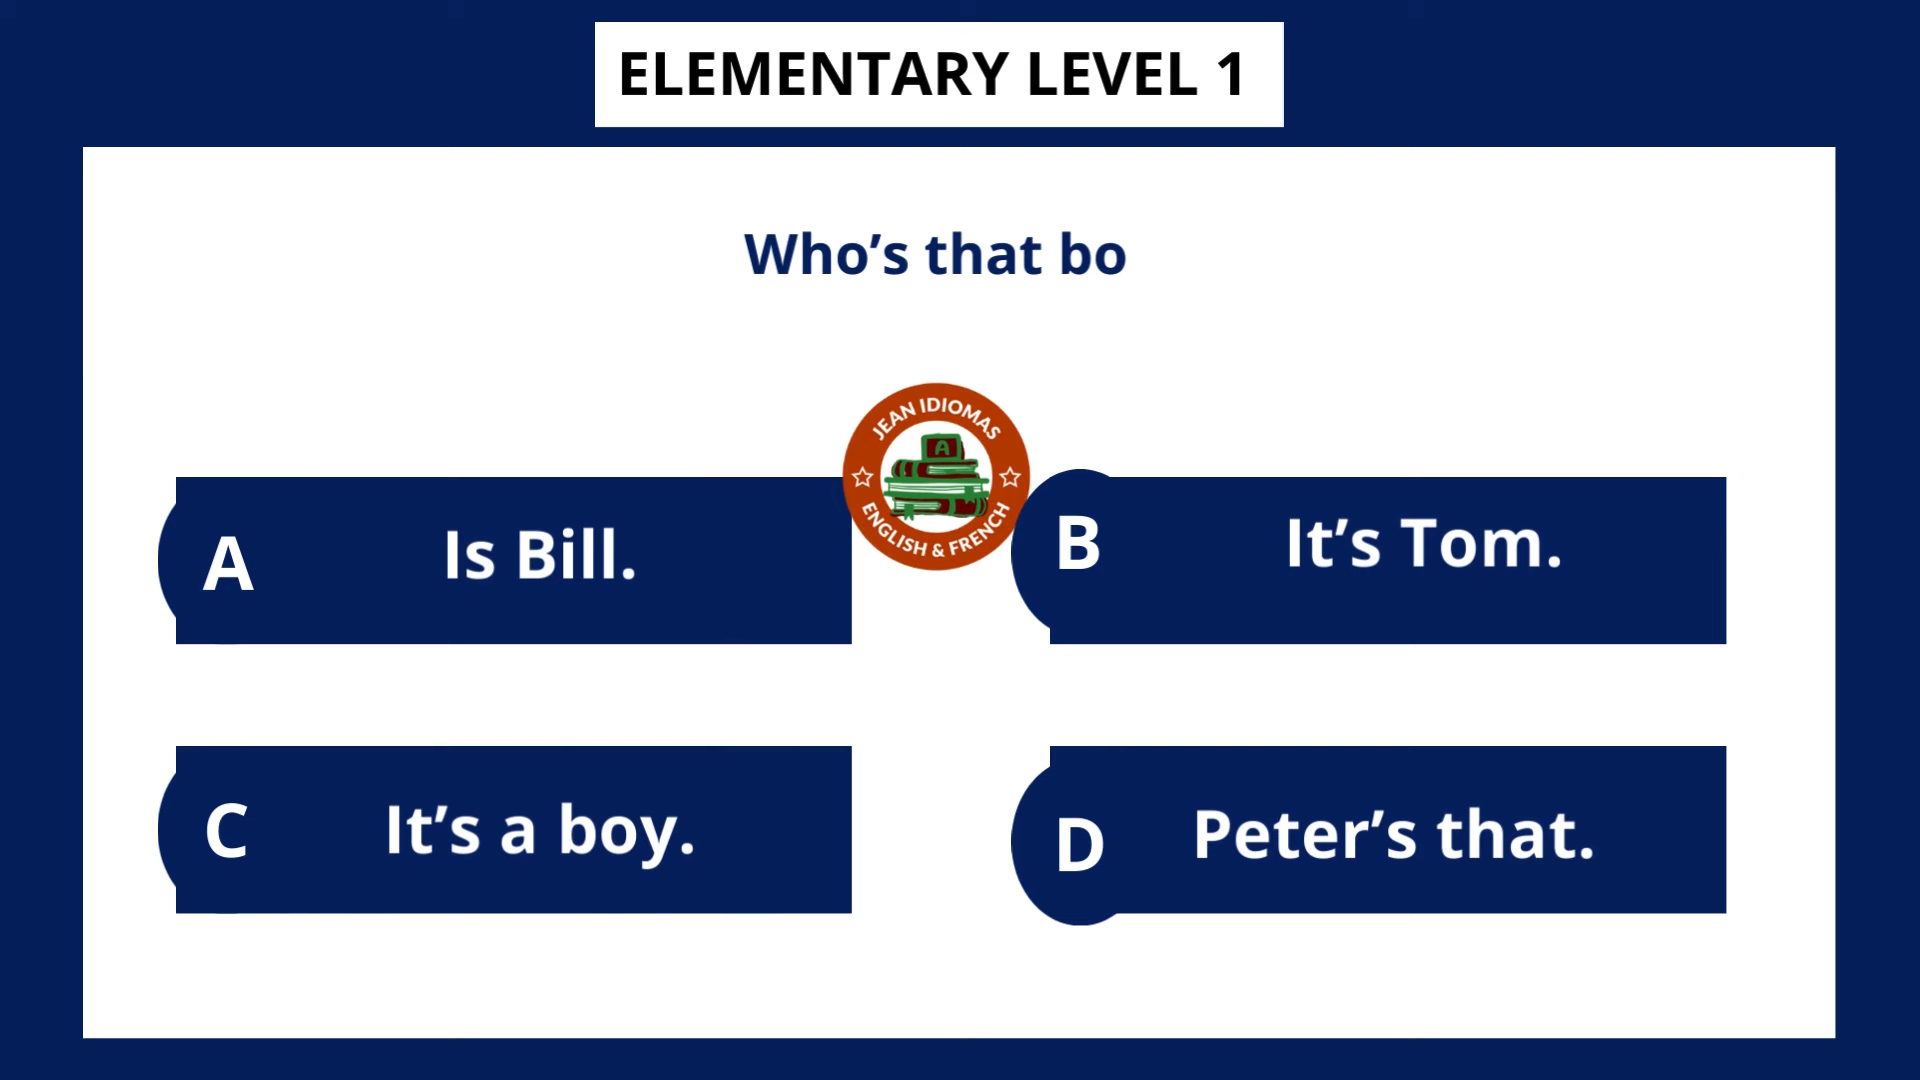 ELEMENTARY LEVEL 1
Who’s that bo
JEAN IDIOMAS
A
ENGLISH & FRENCH
A
Is Bill.
B
It’s Tom.
C
It’s a boy.
D
Peter’s that.